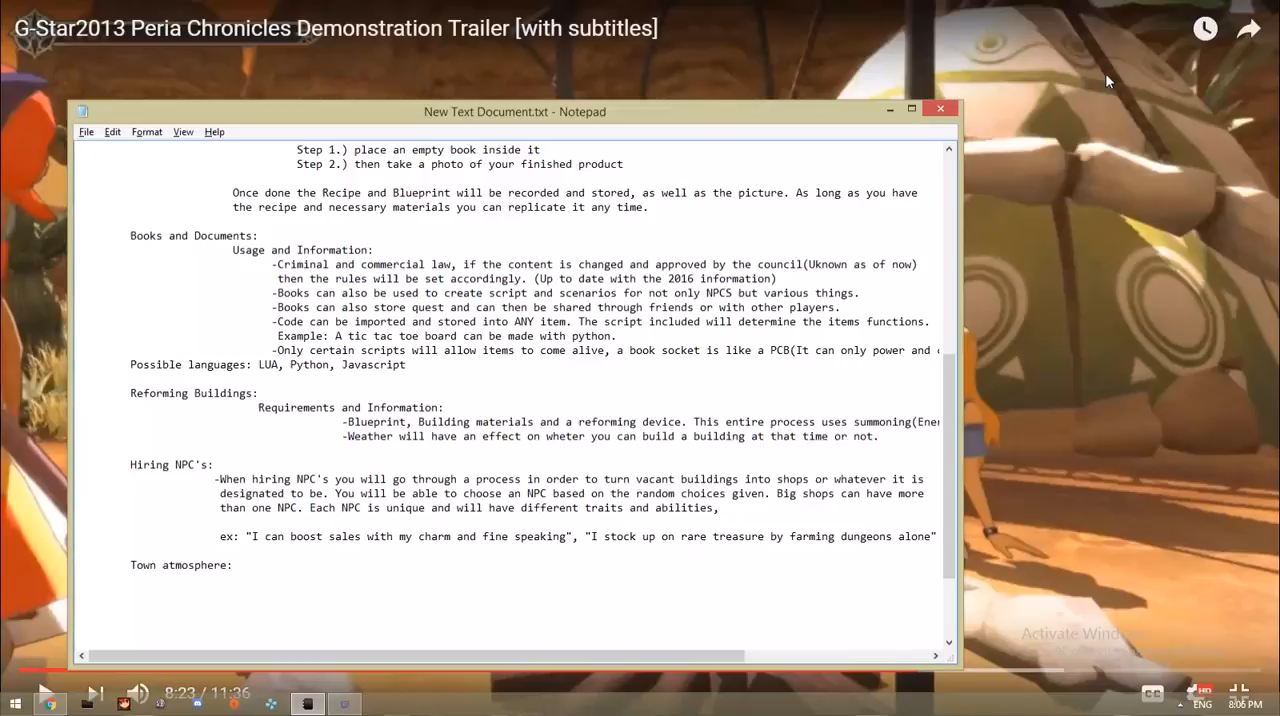 G-Star2013 Peria Chronicles Demonstration Trailer [with subtitles]
New Text Document.txt - Notepad
File Edit Format View Help
Step 1.) place an empty book inside it
Step 2.) then take a photo of your finished product
Once done the Recipe and Blueprint will be recorded and stored, as well as the picture. As long as you have
the recipe and necessary materials you can replicate it any time.
Books and Documents:
Usage and Information:
-Criminal and commercial law, if the content is changed and approved by the council(Uknown as of now)
then the rules will be set accordingly. (Up to date with the 2016 information)
-Books can also be used to create script and scenarios for not only NPCS but various things.
-Books can also store quest and can then be shared through friends or with other players.
-Code can be imported and stored into ANY item. The script included will determine the items functions.
Example: A tic tac toe board can be made with python.
-Only certain scripts will allow items to come alive, a book socket is like a PCB(It can only power and
Possible languages: LUA, Python, Javascript
Reforming Buildings:
Requirements and Information:
-Blueprint, Building materials and a reforming device. This entire process uses summoning(Ener
-Weather will have an effect on wheter you can build a building at that time or not.
Hiring NPC's:
-When hiring NPC's you will go through a process in order to turn vacant buildings into shops or whatever it is
designated to be. You will be able to choose an NPC based on the random choices given. Big shops can have more
than one NPC. Each NPC is unique and will have different traits and abilities,
ex: "I can boost sales with my charm and fine speaking", "I stock up on rare treasure by farming dungeons alone"
Town atmosphere:
Activate Wind
8:23 / 11:36
CC
HD
ENG
8:05 PM